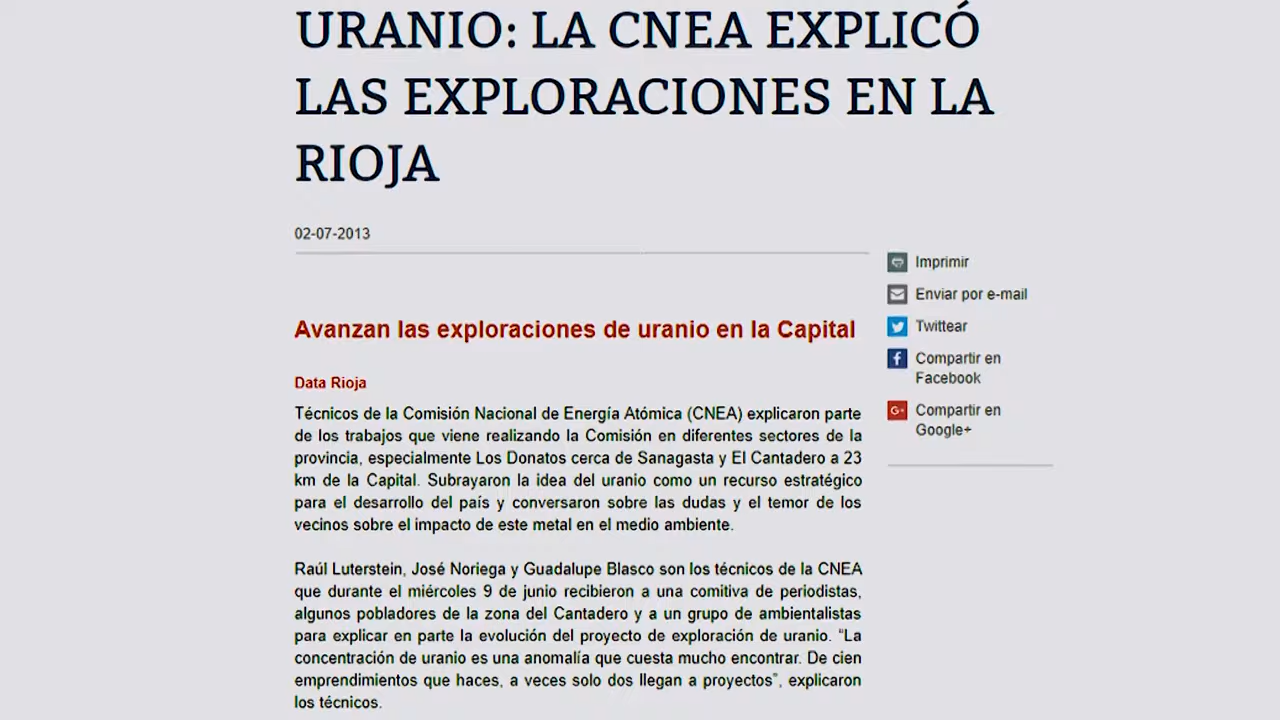 URANIO: LA CNEA EXPLICÓ
LAS EXPLORACIONES EN LA
RIOJA
02-07-2013
Imprimir
Enviar por e-mail
Twittear
Compartir en
Facebook
Compartir en
Google+
Avanzan las exploraciones de uranio en la Capital
Data Rioja
Técnicos de la Comisión Nacional de Energía Atómica (CNEA) explicaron parte
de los trabajos que viene realizando la Comisión en diferentes sectores de la
provincia, especialmente Los Donatos cerca de Sanagasta y El Cantadero a 23
km de la Capital. Subrayaron la idea del uranio como un recurso estratégico
para el desarrollo del país y conversaron sobre las dudas y el temor de los
vecinos sobre el impacto de este metal en el medio ambiente.
Raúl Luterstein, José Noriega y Guadalupe Blasco son los técnicos de la CNEA
que durante el miércoles 9 de junio recibieron a una comitiva de periodistas,
algunos pobladores de la zona del Cantadero y a un grupo de ambientalistas
para explicar en parte la evolución del proyecto de exploración de uranio. “La
concentración de uranio es una anomalía que cuesta mucho encontrar. De cien
emprendimientos que haces, a veces solo dos llegan a proyectos”, explicaron
los técnicos.